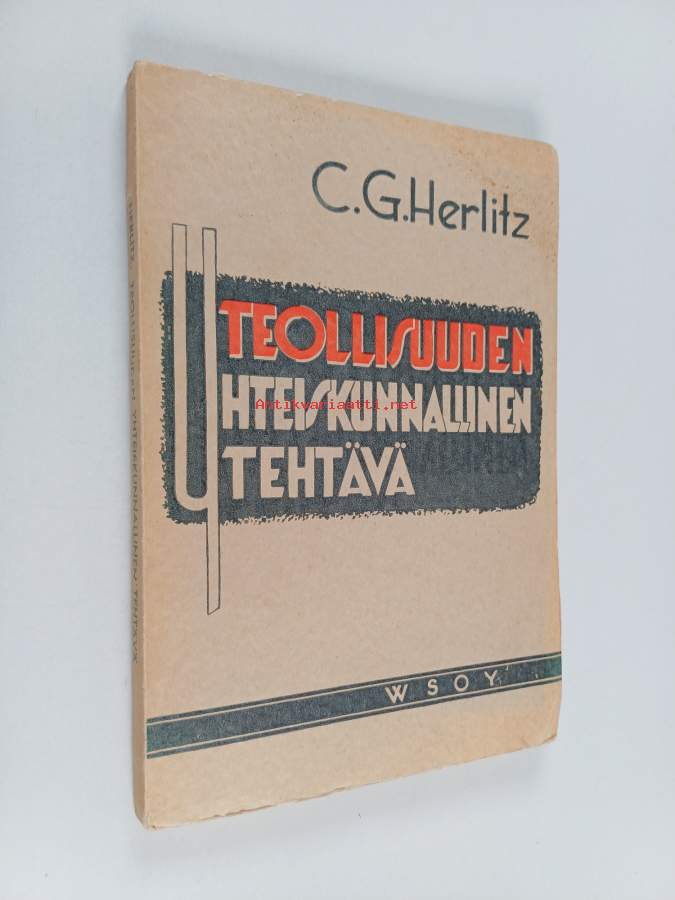 C.G.Herlitz
TEOLLISUUDEN
YHTEISKUNNALLINEN
TEHTÄVÄ
Antikvariaatti.net
WSOY
HERLITZ TEOLLISUUDEN YHTEISKUNNALLINEN TEHTÄVÄ